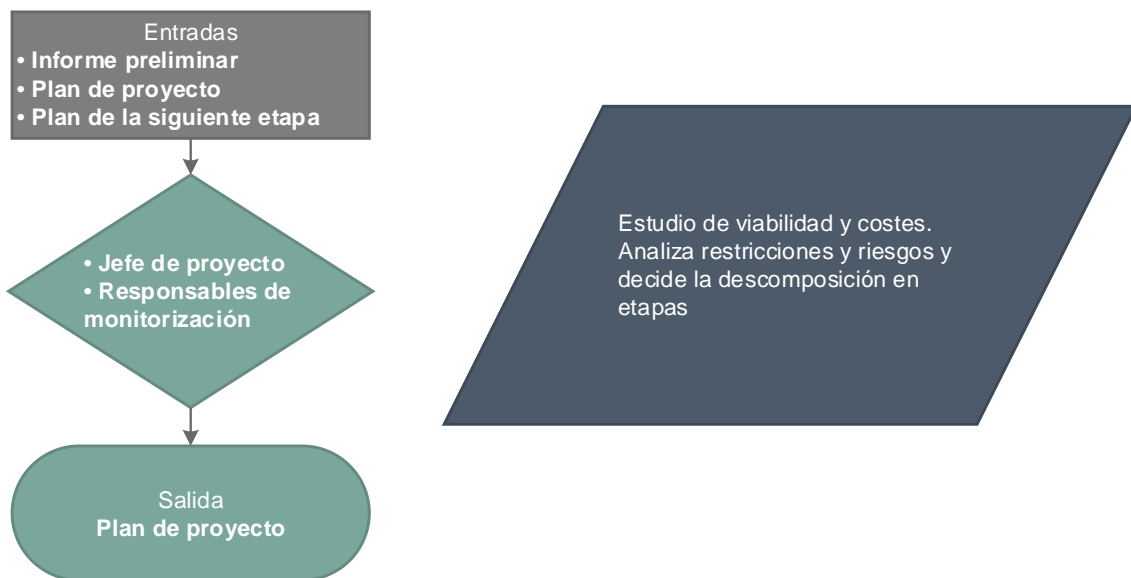 Entradas
• Informe preliminar
• Plan de proyecto
• Plan de la siguiente etapa
• Jefe de proyecto
• Responsables de
monitorización
Salida
Plan de proyecto
Estudio de viabilidad y costes.
Analiza restricciones y riesgos y
decide la descomposición en
etapas